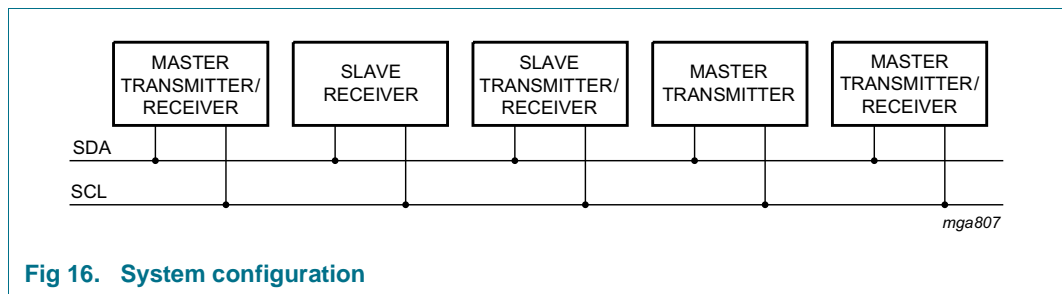 MASTER
TRANSMITTER/
RECEIVER
SLAVE
RECEIVER
SLAVE
TRANSMITTER/
RECEIVER
MASTER
TRANSMITTER
MASTER
TRANSMITTER/
RECEIVER
SDA
SCL
mga807
Fig 16. System configuration